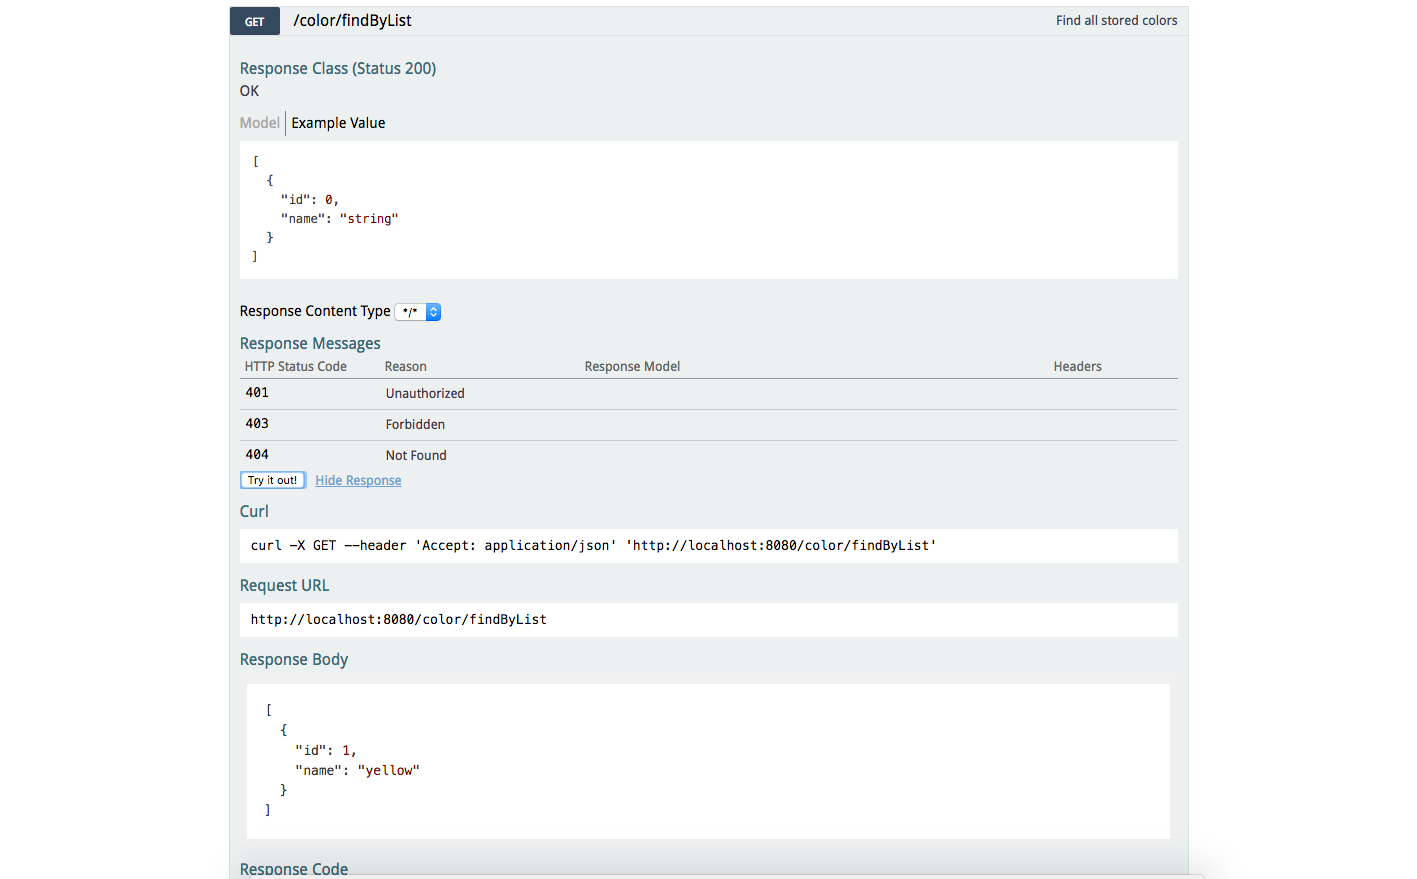 GET /color/findByList Find all stored colors
Response Class (Status 200)
OK
Model Example Value
[
{
"id": 0,
"name": "string"
}
]
Response Content Type */*
Response Messages
HTTP Status Code Reason Response Model Headers
401 Unauthorized
403 Forbidden
404 Not Found
Try it out! Hide Response
Curl
curl -X GET --header 'Accept: application/json' 'http://localhost:8080/color/findByList'
Request URL
http://localhost:8080/color/findByList
Response Body
[
{
"id": 1,
"name": "yellow"
}
]
Response Code